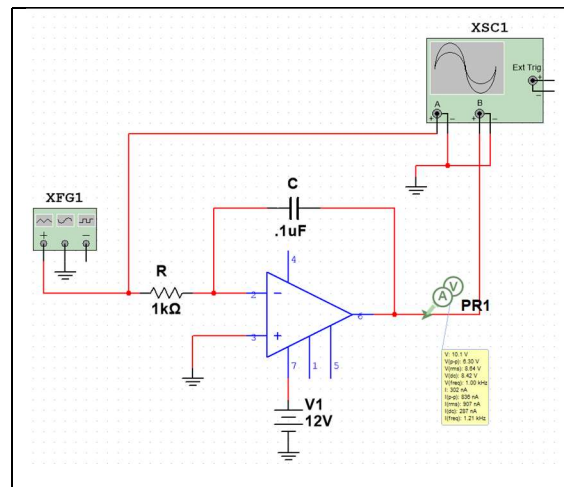 XSC1
Ext Trig
+
−
A
B
+ − + −
XFG1
+ −
C
.1uF
R
1kΩ
4
2
−
3
+
6
7
1
5
A
V
PR1
V1
12V
V: 10.1 V
V(p-p): 6.30 V
V(rms): 8.64 V
V(dc): 8.42 V
V(freq): 1.00 kHz
I: 302 nA
I(p-p): 836 nA
I(rms): 907 nA
I(dc): 287 nA
I(freq): 1.21 kHz